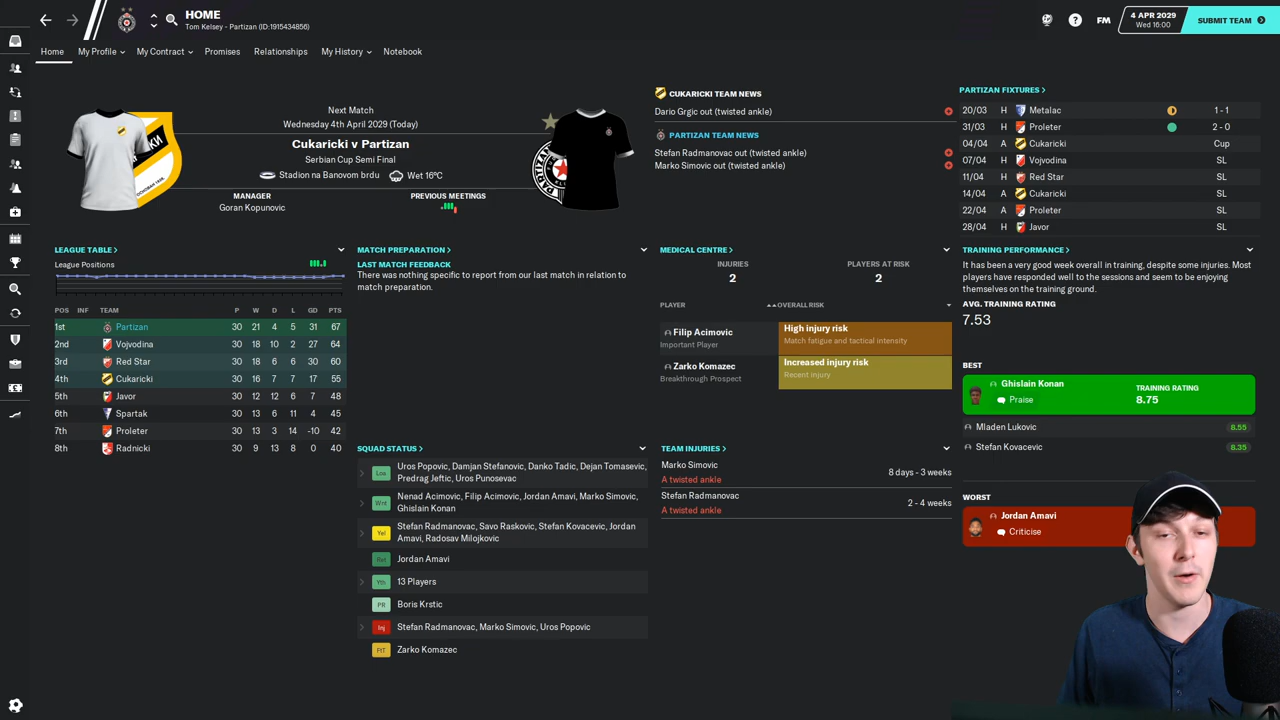 HOME
Tom Kelsey - Partizan (ID:1915434856)
FM
4 APR 2029
Wed 16:00
SUBMIT TEAM
Home
My Profile
My Contract
Promises
Relationships
My History
Notebook
Next Match
Wednesday 4th April 2029 (Today)
Cukaricki v Partizan
Serbian Cup Semi Final
Stadion na Banovom brdu
Wet 16°C
MANAGER
Goran Kopunovic
PREVIOUS MEETINGS
CUKARICKI TEAM NEWS
Dario Grgic out (twisted ankle)
PARTIZAN TEAM NEWS
Stefan Radmanovac out (twisted ankle)
Marko Simovic out (twisted ankle)
PARTIZAN FIXTURES >
20/03 H Metalac 1 - 1
31/03 H Proleter 2 - 0
04/04 A Cukaricki Cup
07/04 H Vojvodina SL
11/04 H Red Star SL
14/04 A Cukaricki SL
22/04 A Proleter SL
28/04 H Javor SL
LEAGUE TABLE >
League Positions
POS INF TEAM P W D L GD PTS
1st Partizan 30 21 4 5 31 67
2nd Vojvodina 30 18 10 2 27 64
3rd Red Star 30 18 6 6 30 60
4th Cukaricki 30 16 7 7 17 55
5th Javor 30 12 12 6 7 48
6th Spartak 30 13 6 11 4 45
7th Proleter 30 13 3 14 -10 42
8th Radnicki 30 9 13 8 0 40
MATCH PREPARATION >
LAST MATCH FEEDBACK
There was nothing specific to report from our last match in relation to
match preparation.
SQUAD STATUS >
Loa Uros Popovic, Damjan Stefanovic, Danko Tadic, Dejan Tomasevic,
Predrag Jeftic, Uros Punosevac
Wnt Nenad Acimovic, Filip Acimovic, Jordan Amavi, Marko Simovic,
Ghislain Konan
Yel Stefan Radmanovac, Savo Raskovic, Stefan Kovacevic, Jordan
Amavi, Radosav Milojkovic
Ret Jordan Amavi
Yth 13 Players
PR Boris Krstic
Inj Stefan Radmanovac, Marko Simovic, Uros Popovic
FIT Zarko Komazec
MEDICAL CENTRE >
INJURIES
2
PLAYERS AT RISK
2
PLAYER OVERALL RISK
Filip Acimovic
Important Player
High injury risk
Match fatigue and tactical intensity
Zarko Komazec
Breakthrough Prospect
Increased injury risk
Recent injury
TEAM INJURIES >
Marko Simovic
A twisted ankle
8 days - 3 weeks
Stefan Radmanovac
A twisted ankle
2 - 4 weeks
TRAINING PERFORMANCE >
It has been a very good week overall in training, despite some injuries. Most
players have responded well to the sessions and seem to be enjoying
themselves on the training ground.
AVG. TRAINING RATING
7.53
BEST
Ghislain Konan
Praise
TRAINING RATING
8.75
Mladen Lukovic 8.55
Stefan Kovacevic 8.35
WORST
Jordan Amavi
Criticise